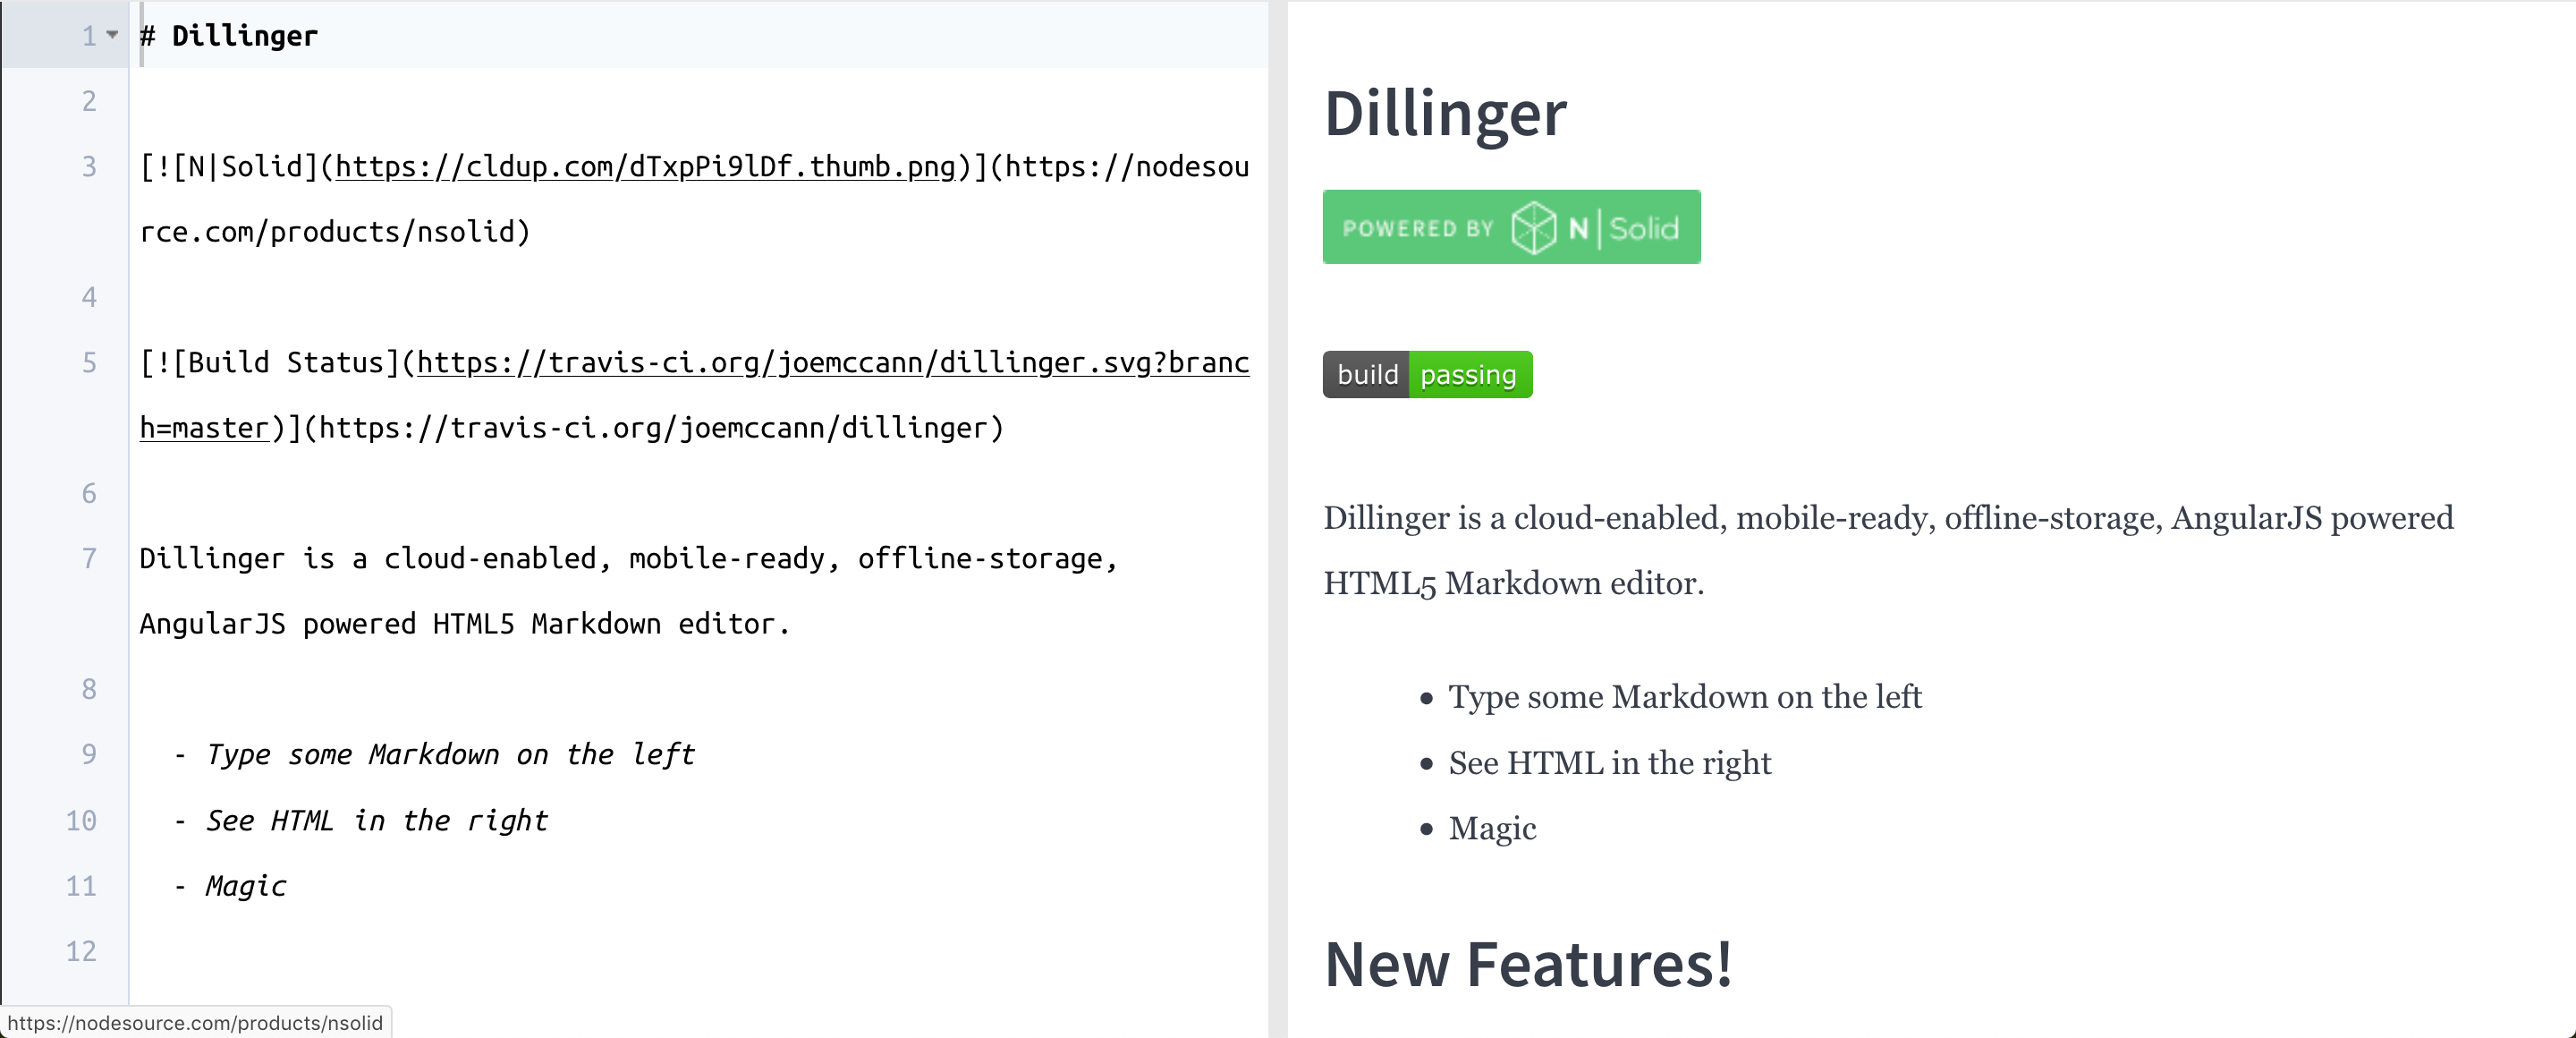 1 # Dillinger
2
3 [![N|Solid](https://cldup.com/dTxpPi9lDf.thumb.png)](https://nodesou
rce.com/products/nsolid)
4
5 [![Build Status](https://travis-ci.org/joemccann/dillinger.svg?branc
h=master)](https://travis-ci.org/joemccann/dillinger)
6
7 Dillinger is a cloud-enabled, mobile-ready, offline-storage,
AngularJS powered HTML5 Markdown editor.
8
9 - Type some Markdown on the left
10 - See HTML in the right
11 - Magic
12
https://nodesource.com/products/nsolid
Dillinger
POWERED BY N|Solid
build passing
Dillinger is a cloud-enabled, mobile-ready, offline-storage, AngularJS powered
HTML5 Markdown editor.
• Type some Markdown on the left
• See HTML in the right
• Magic
New Features!